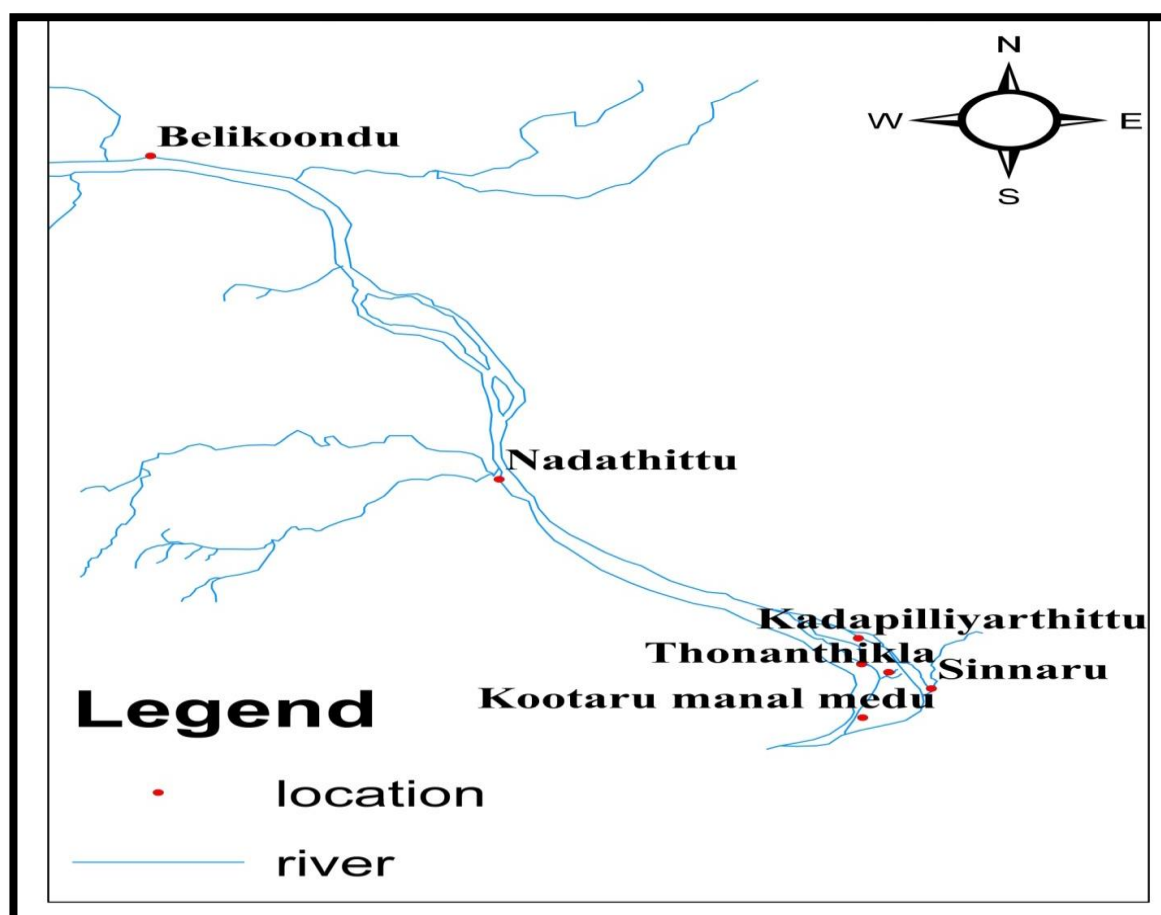 N
Belikoondu
W
E
S
Nadathittu
Kadapilliyarthittu
Thonanthikla
Sinnaru
Kootaru manal medu
Legend
location
river